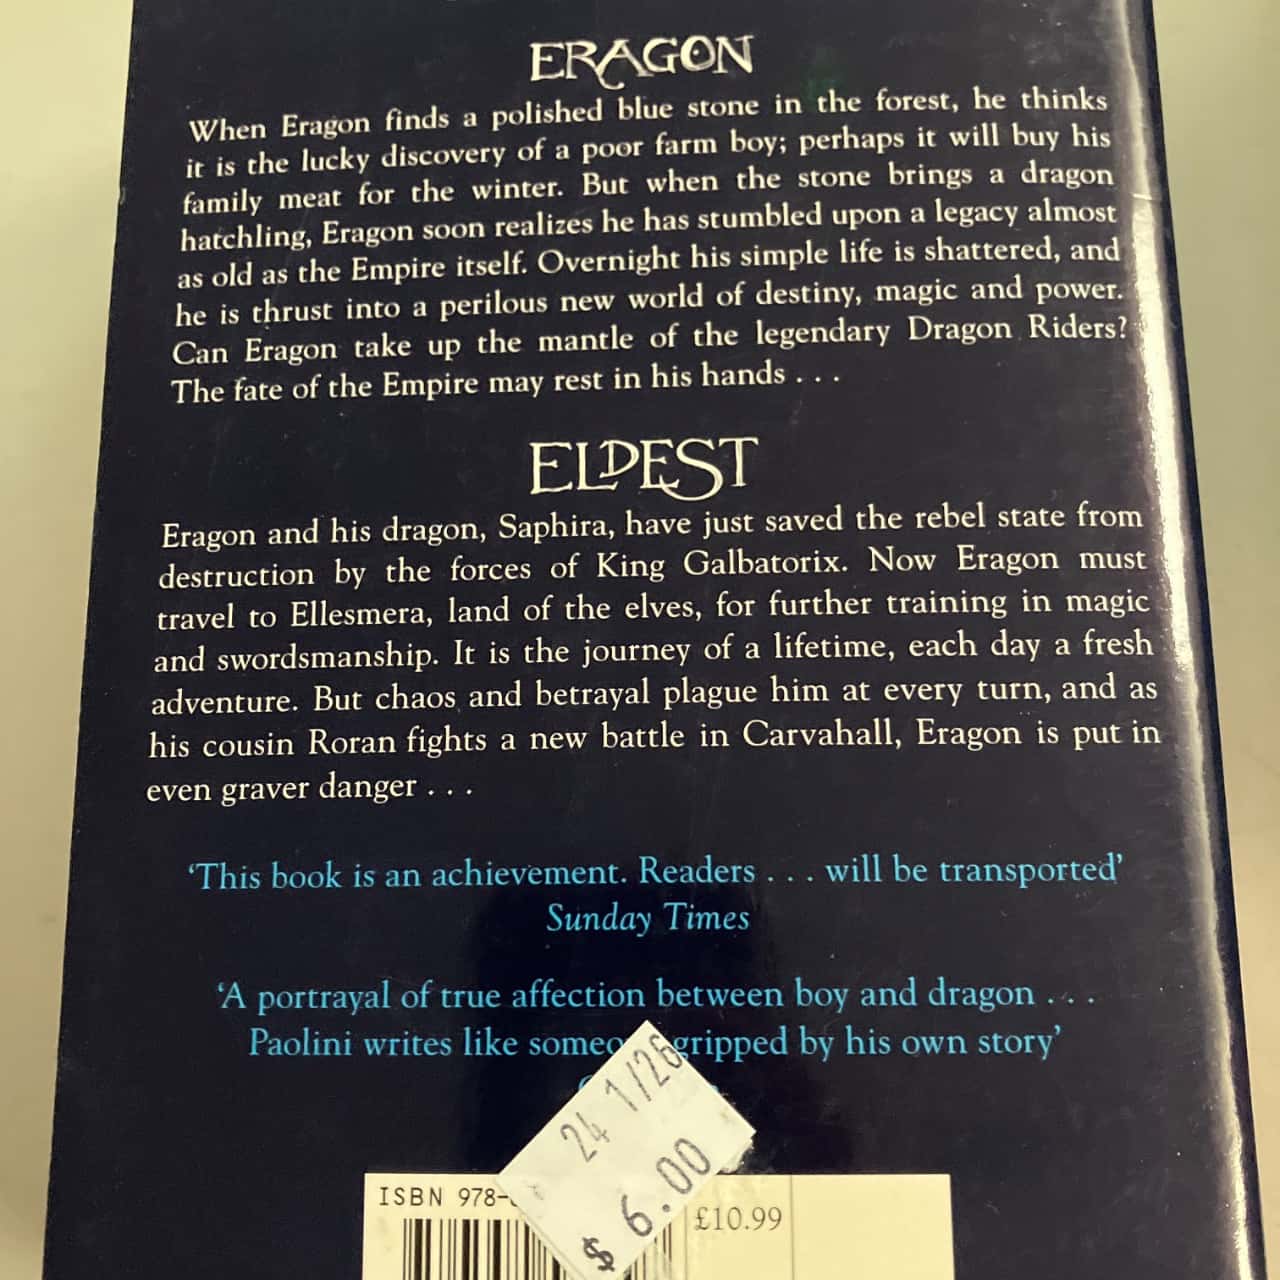 ERAGON
When Eragon finds a polished blue stone in the forest, he thinks
it is the lucky discovery of a poor farm boy; perhaps it will buy his
family meat for the winter. But when the stone brings a dragon
hatchling, Eragon soon realizes he has stumbled upon a legacy almost
as old as the Empire itself. Overnight his simple life is shattered, and
he is thrust into a perilous new world of destiny, magic and power.
Can Eragon take up the mantle of the legendary Dragon Riders?
The fate of the Empire may rest in his hands . . .
ELDEST
Eragon and his dragon, Saphira, have just saved the rebel state from
destruction by the forces of King Galbatorix. Now Eragon must
travel to Ellesmera, land of the elves, for further training in magic
and swordsmanship. It is the journey of a lifetime, each day a fresh
adventure. But chaos and betrayal plague him at every turn, and as
his cousin Roran fights a new battle in Carvahall, Eragon is put in
even graver danger . . .
‘This book is an achievement. Readers . . . will be transported’
Sunday Times
‘A portrayal of true affection between boy and dragon . . .
Paolini writes like gripped by his own story’
24 1/26
$ 6.00
ISBN 978-
£10.99